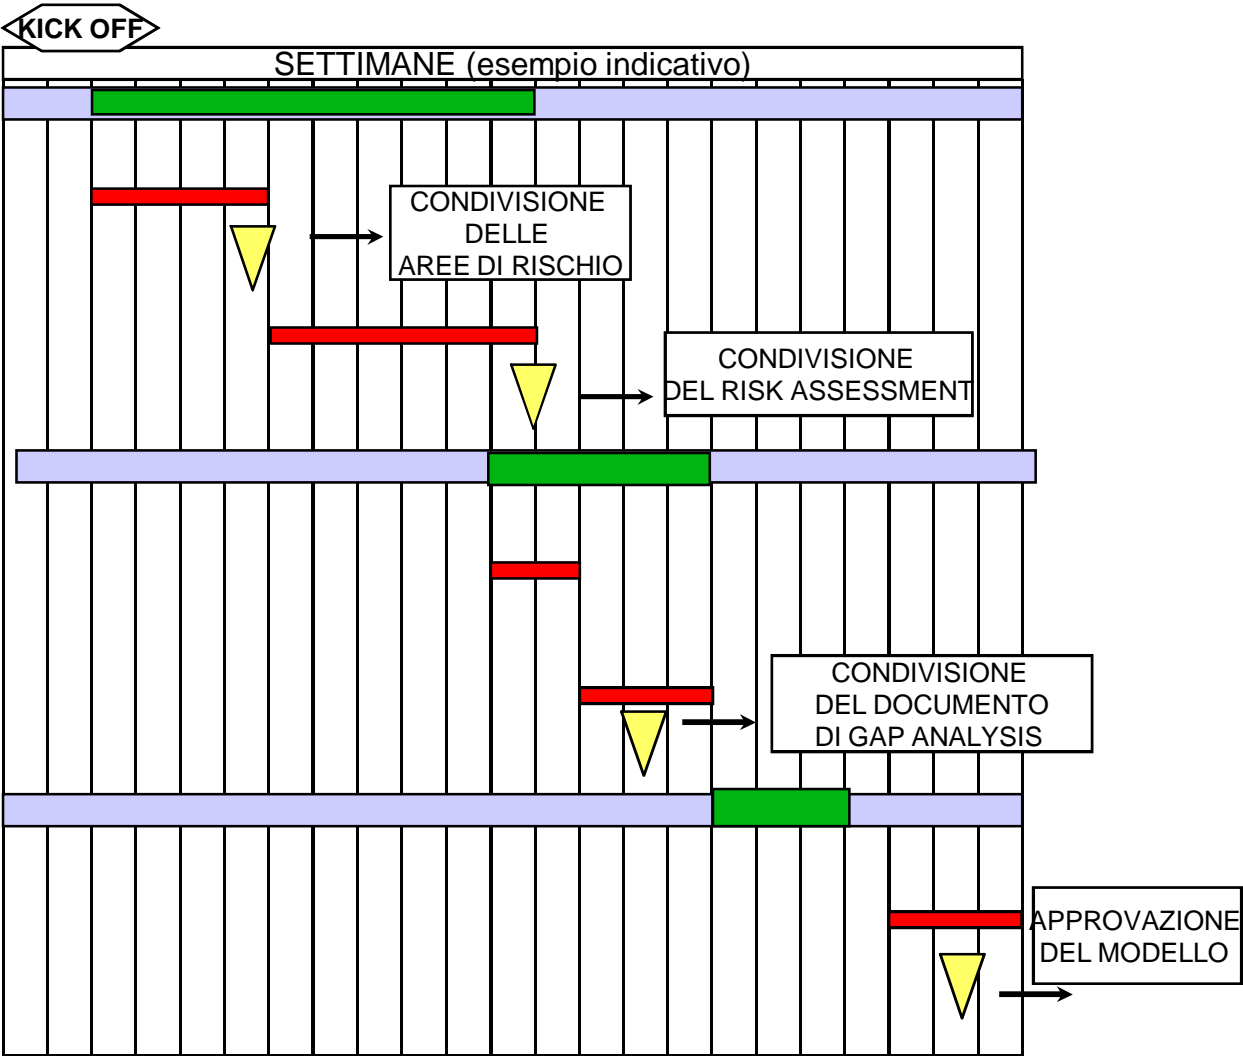 KICK OFF
SETTIMANE (esempio indicativo)
CONDIVISIONE
DELLE
AREE DI RISCHIO
CONDIVISIONE
DEL RISK ASSESSMENT
CONDIVISIONE
DEL DOCUMENTO
DI GAP ANALYSIS
APPROVAZIONE
DEL MODELLO